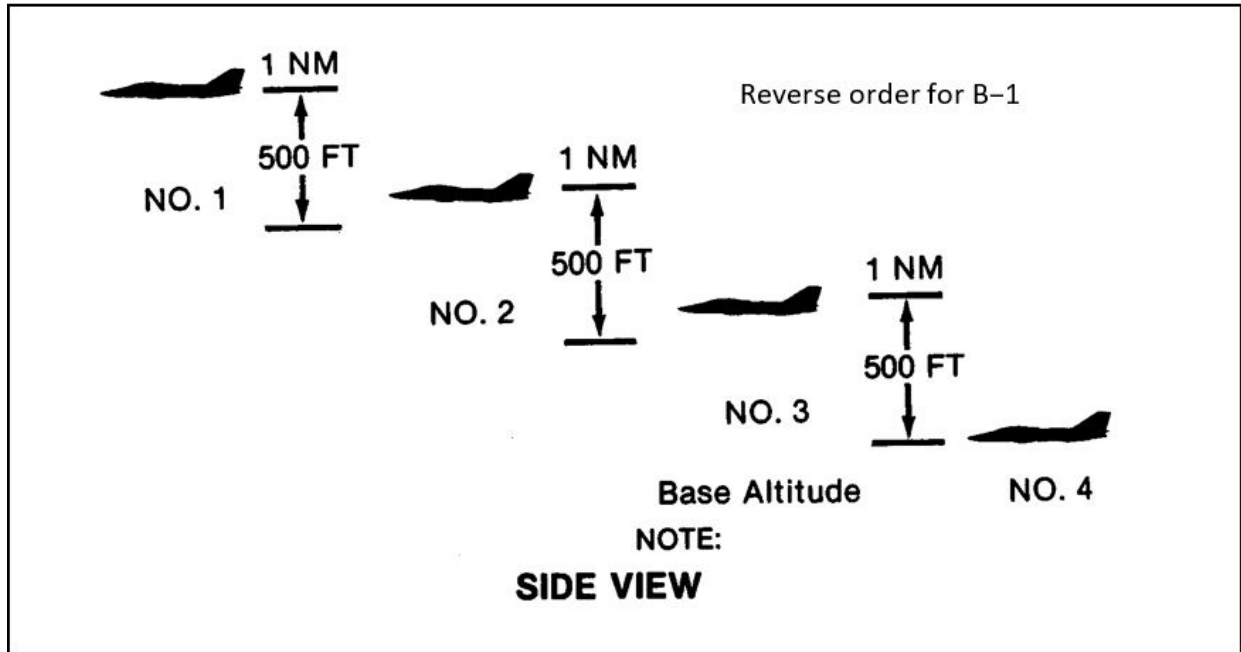 1 NM
Reverse order for B–1
500 FT
NO. 1
1 NM
500 FT
NO. 2
1 NM
500 FT
NO. 3
Base Altitude
NO. 4
NOTE:
SIDE VIEW